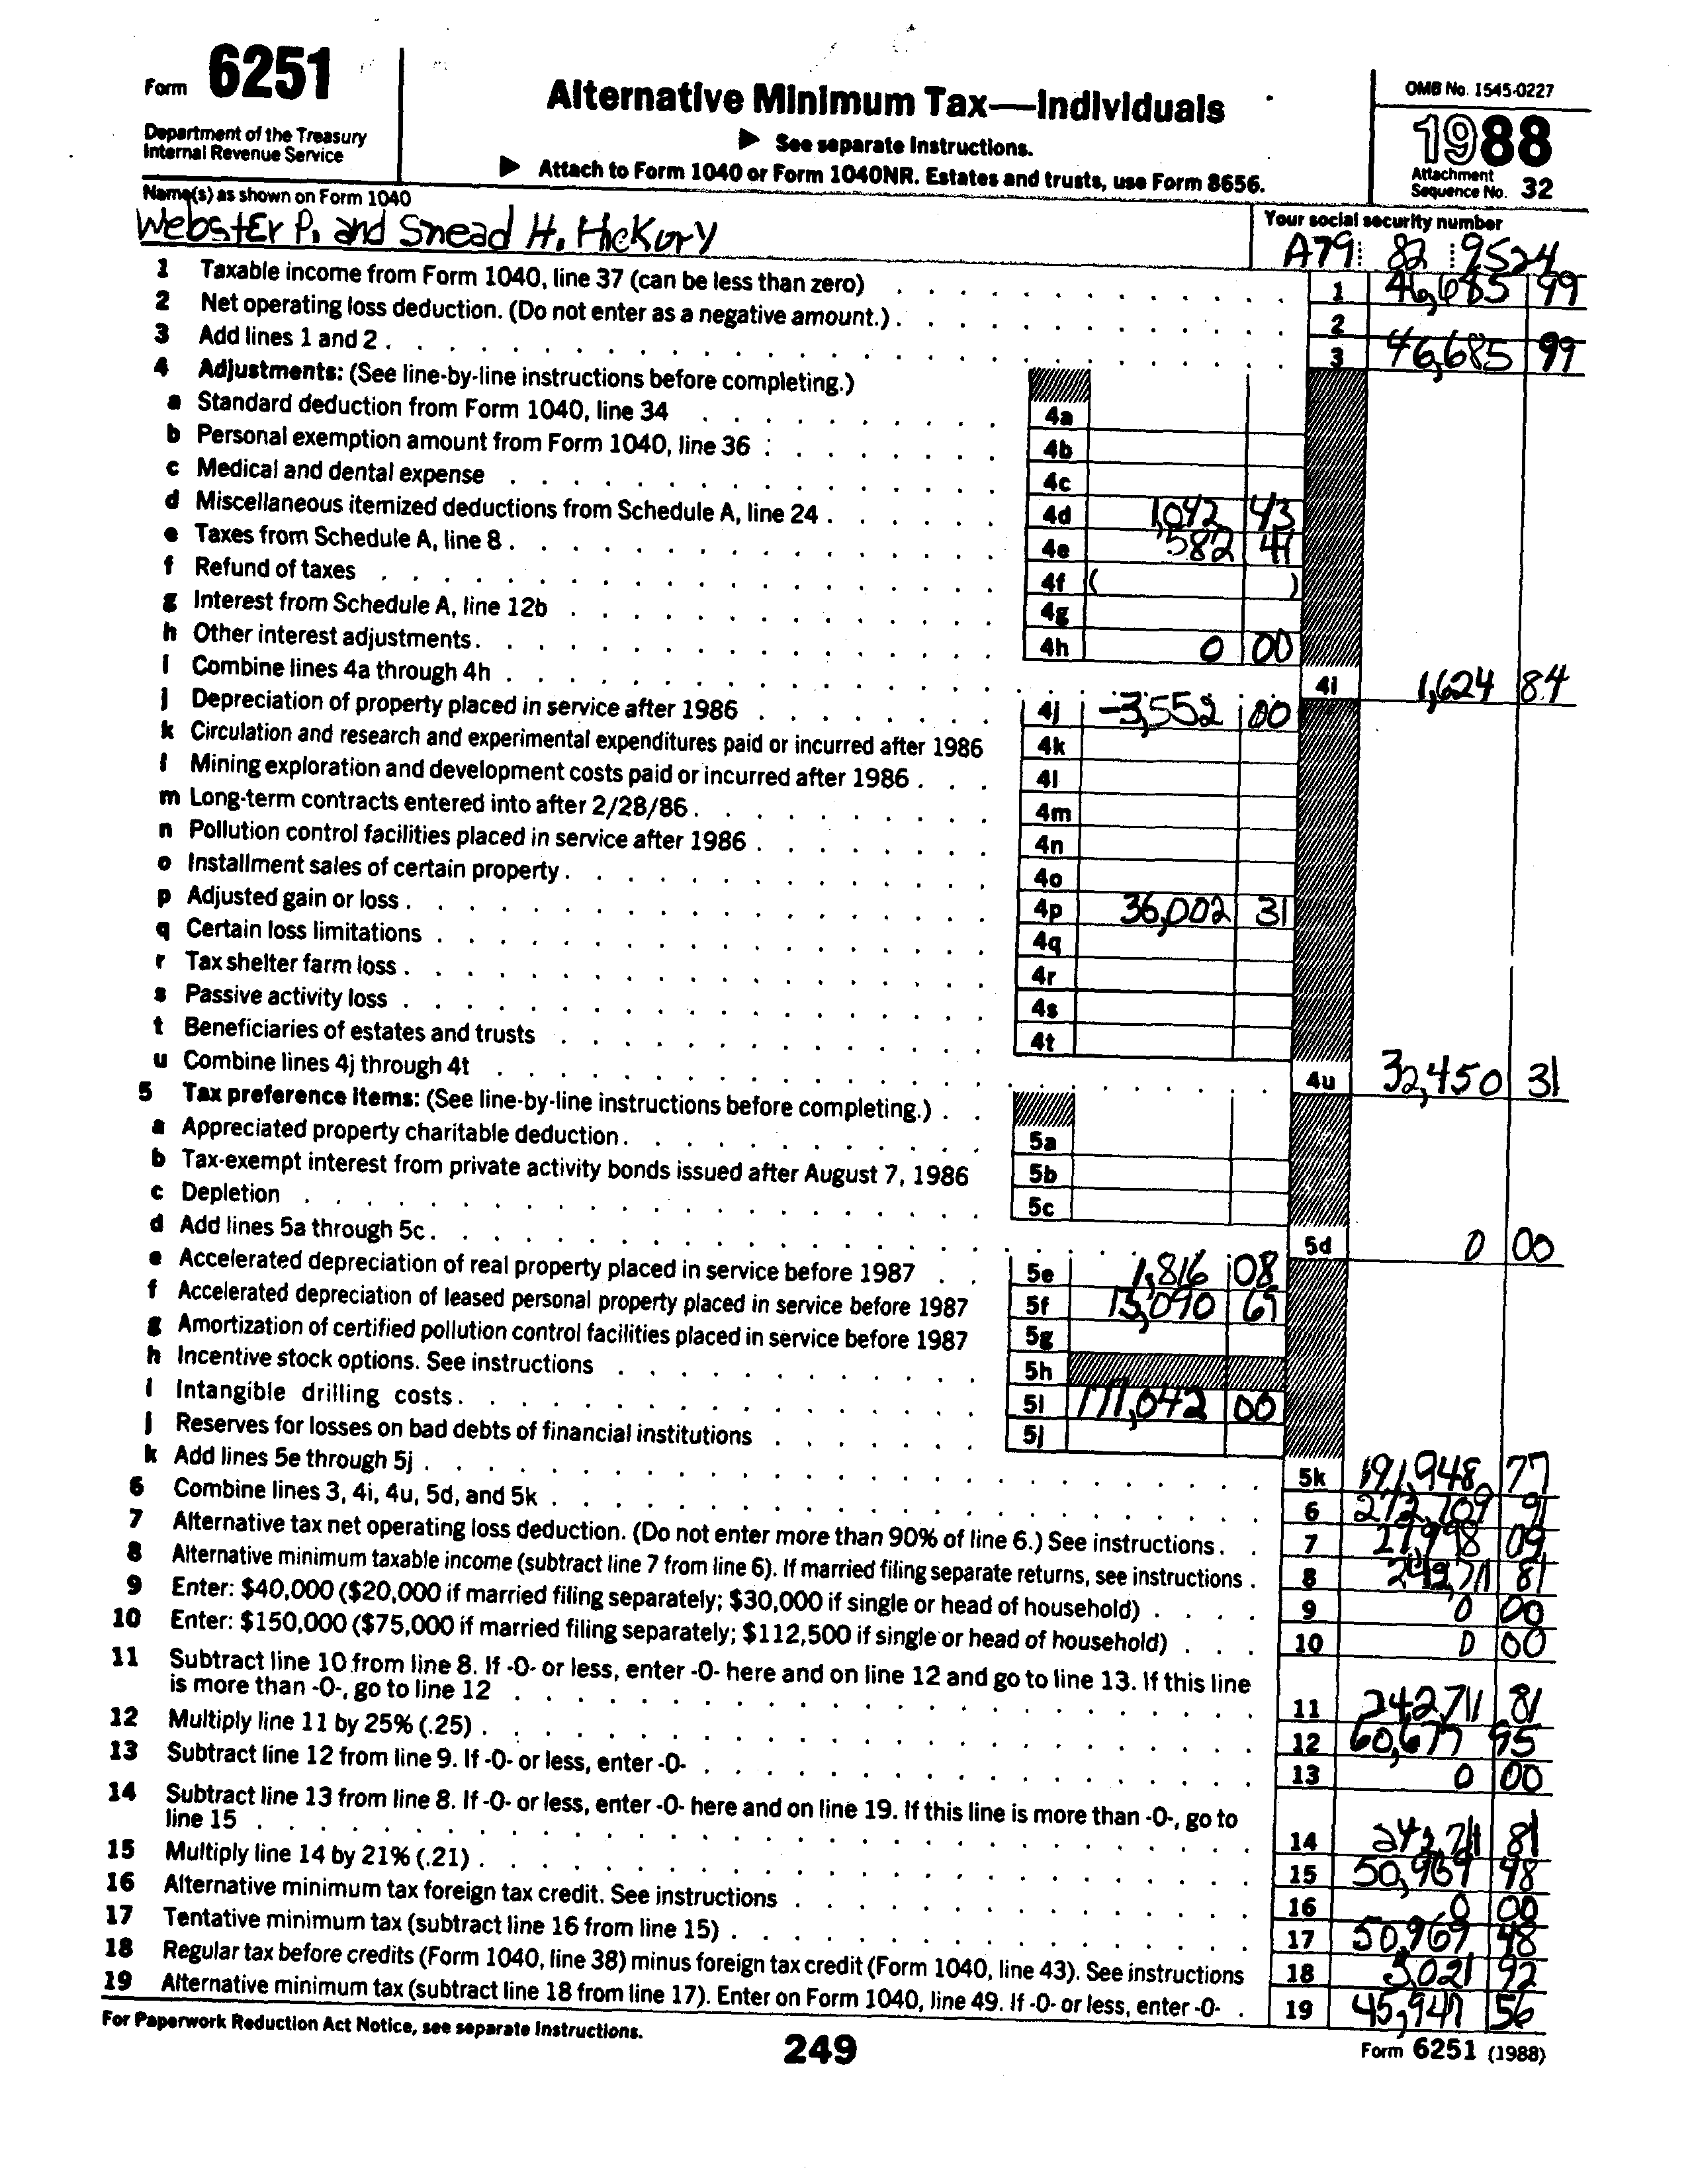 Form 6251
Department of the Treasury
Internal Revenue Service
Alternative Minimum Tax—Individuals
▶ See separate Instructions.
▶ Attach to Form 1040 or Form 1040NR. Estates and trusts, use Form 8656.
OMB No. 1545-0227
1988
Attachment
Sequence No. 32
Name(s) as shown on Form 1040
Webster P. and Snead H. Hickory
Your social security number
A79 82 9524
1 Taxable income from Form 1040, line 37 (can be less than zero) 1 46,685 99
2 Net operating loss deduction. (Do not enter as a negative amount.) 2
3 Add lines 1 and 2 3 46,685 99
4 Adjustments: (See line-by-line instructions before completing.)
a Standard deduction from Form 1040, line 34 4a
b Personal exemption amount from Form 1040, line 36 4b
c Medical and dental expense 4c
d Miscellaneous itemized deductions from Schedule A, line 24 4d 1,042 43
e Taxes from Schedule A, line 8 4e 582 41
f Refund of taxes 4f ( )
g Interest from Schedule A, line 12b 4g
h Other interest adjustments 4h 0 00
i Combine lines 4a through 4h 4i 1,624 84
j Depreciation of property placed in service after 1986 4j -3,552 00
k Circulation and research and experimental expenditures paid or incurred after 1986 4k
l Mining exploration and development costs paid or incurred after 1986 4l
m Long-term contracts entered into after 2/28/86 4m
n Pollution control facilities placed in service after 1986 4n
o Installment sales of certain property 4o
p Adjusted gain or loss 4p 36,002 31
q Certain loss limitations 4q
r Tax shelter farm loss 4r
s Passive activity loss 4s
t Beneficiaries of estates and trusts 4t
u Combine lines 4j through 4t 4u 32,450 31
5 Tax preference items: (See line-by-line instructions before completing.)
a Appreciated property charitable deduction 5a
b Tax-exempt interest from private activity bonds issued after August 7, 1986 5b
c Depletion 5c
d Add lines 5a through 5c 5d 0 00
e Accelerated depreciation of real property placed in service before 1987 5e 1,816 08
f Accelerated depreciation of leased personal property placed in service before 1987 5f 13,090 69
g Amortization of certified pollution control facilities placed in service before 1987 5g
h Incentive stock options. See instructions 5h
i Intangible drilling costs 5i 177,042 00
j Reserves for losses on bad debts of financial institutions 5j
k Add lines 5e through 5j 5k 191,948 77
6 Combine lines 3, 4i, 4u, 5d, and 5k 6 272,709 91
7 Alternative tax net operating loss deduction. (Do not enter more than 90% of line 6.) See instructions 7 09
8 Alternative minimum taxable income (subtract line 7 from line 6). If married filing separate returns, see instructions 8 242,711 81
9 Enter: $40,000 ($20,000 if married filing separately; $30,000 if single or head of household) 9 0 00
10 Enter: $150,000 ($75,000 if married filing separately; $112,500 if single or head of household) 10 0 00
11 Subtract line 10 from line 8. If -0- or less, enter -0- here and on line 12 and go to line 13. If this line
is more than -0-, go to line 12 11 242,711 81
12 Multiply line 11 by 25% (.25) 12 60,677 95
13 Subtract line 12 from line 9. If -0- or less, enter -0- 13 0 00
14 Subtract line 13 from line 8. If -0- or less, enter -0- here and on line 19. If this line is more than -0-, go to
line 15 14 242,711 81
15 Multiply line 14 by 21% (.21) 15 50,969 48
16 Alternative minimum tax foreign tax credit. See instructions 16 0 00
17 Tentative minimum tax (subtract line 16 from line 15) 17 50,969 48
18 Regular tax before credits (Form 1040, line 38) minus foreign tax credit (Form 1040, line 43). See instructions 18 5,021 92
19 Alternative minimum tax (subtract line 18 from line 17). Enter on Form 1040, line 49. If -0- or less, enter -0- 19 45,947 56
For Paperwork Reduction Act Notice, see separate Instructions.
249
Form 6251 (1988)